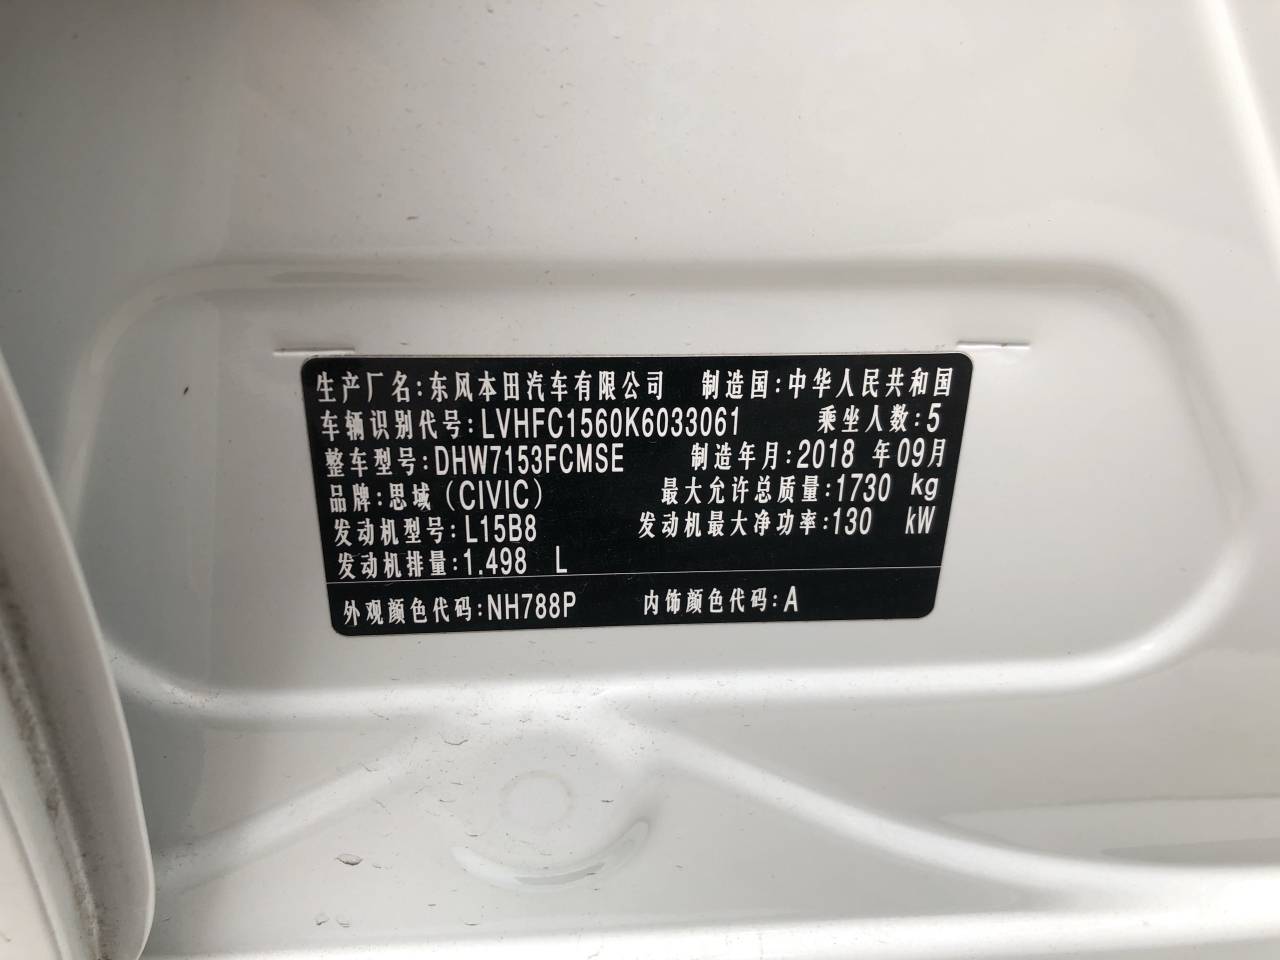 生产厂名:东风本田汽车有限公司 制造国:中华人民共和国
车辆识别代号:LVHFC1560K6033061 乘坐人数:5
整车型号:DHW7153FCMSE 制造年月:2018 年09月
品牌:思域(CIVIC) 最大允许总质量:1730 kg
发动机型号:L15B8 发动机最大净功率:130 kW
发动机排量:1.498 L
外观颜色代码:NH788P 内饰颜色代码:A